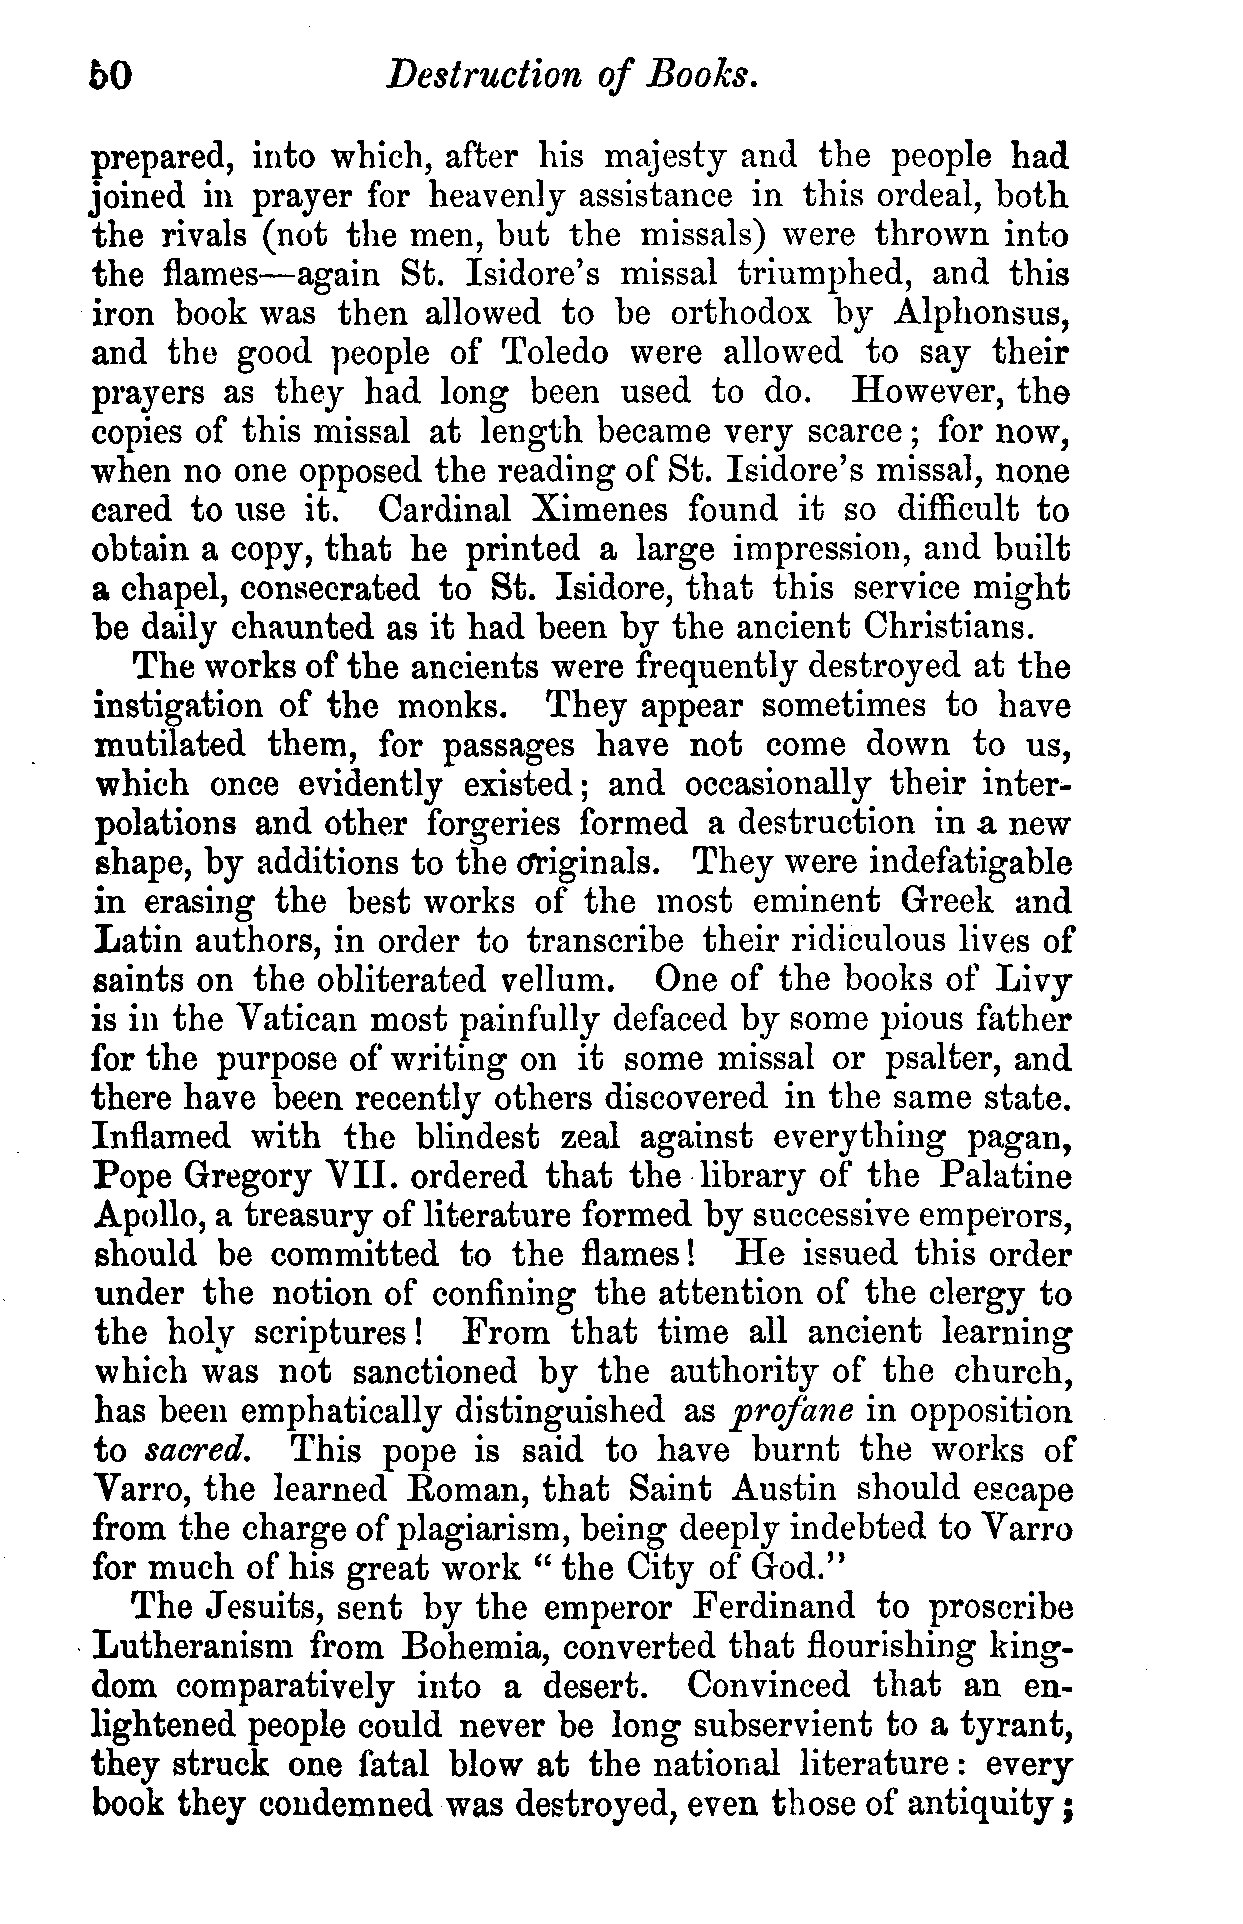 50 Destruction of Books.
prepared, into which, after his majesty and the people had
joined in prayer for heavenly assistance in this ordeal, both
the rivals (not the men, but the missals) were thrown into
the flames—again St. Isidore's missal triumphed, and this
iron book was then allowed to be orthodox by Alphonsus,
and the good people of Toledo were allowed to say their
prayers as they had long been used to do. However, the
copies of this missal at length became very scarce; for now,
when no one opposed the reading of St. Isidore's missal, none
cared to use it. Cardinal Ximenes found it so difficult to
obtain a copy, that he printed a large impression, and built
a chapel, consecrated to St. Isidore, that this service might
be daily chaunted as it had been by the ancient Christians.
The works of the ancients were frequently destroyed at the
instigation of the monks. They appear sometimes to have
mutilated them, for passages have not come down to us,
which once evidently existed; and occasionally their inter-
polations and other forgeries formed a destruction in a new
shape, by additions to the originals. They were indefatigable
in erasing the best works of the most eminent Greek and
Latin authors, in order to transcribe their ridiculous lives of
saints on the obliterated vellum. One of the books of Livy
is in the Vatican most painfully defaced by some pious father
for the purpose of writing on it some missal or psalter, and
there have been recently others discovered in the same state.
Inflamed with the blindest zeal against everything pagan,
Pope Gregory VII. ordered that the library of the Palatine
Apollo, a treasury of literature formed by successive emperors,
should be committed to the flames! He issued this order
under the notion of confining the attention of the clergy to
the holy scriptures! From that time all ancient learning
which was not sanctioned by the authority of the church,
has been emphatically distinguished as profane in opposition
to sacred. This pope is said to have burnt the works of
Varro, the learned Roman, that Saint Austin should escape
from the charge of plagiarism, being deeply indebted to Varro
for much of his great work "the City of God."
The Jesuits, sent by the emperor Ferdinand to proscribe
Lutheranism from Bohemia, converted that flourishing king-
dom comparatively into a desert. Convinced that an en-
lightened people could never be long subservient to a tyrant,
they struck one fatal blow at the national literature: every
book they condemned was destroyed, even those of antiquity;